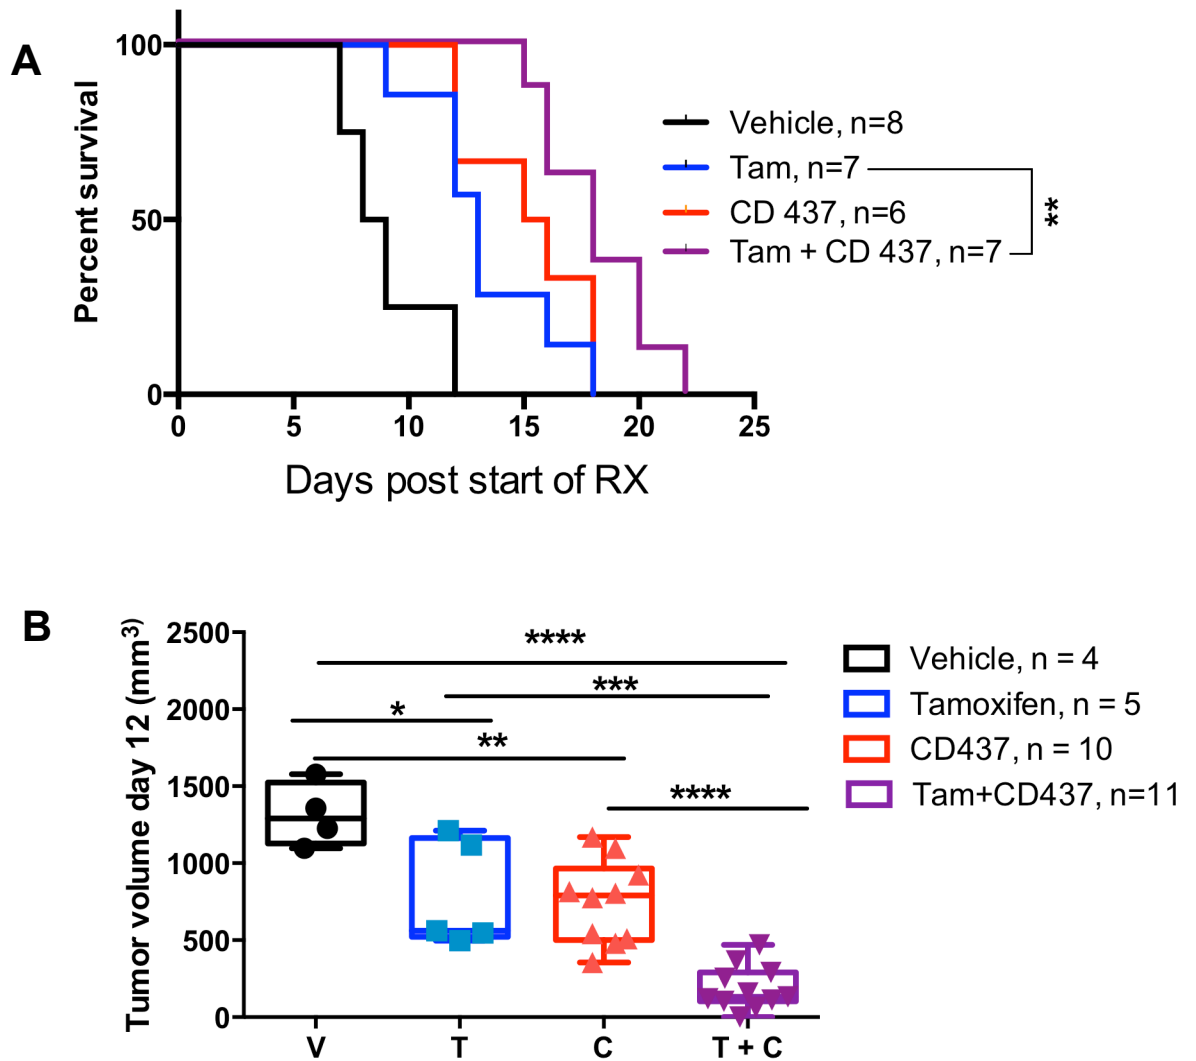 A
Percent survival
100
50
0
0 5 10 15 20 25
Days post start of RX
Vehicle, n=8
Tam, n=7
CD 437, n=6
Tam + CD 437, n=7
**
B
Tumor volume day 12 (mm³)
2500
2000
1500
1000
500
0
****
***
*
**
****
V T C T + C
Vehicle, n = 4
Tamoxifen, n = 5
CD437, n = 10
Tam+CD437, n=11